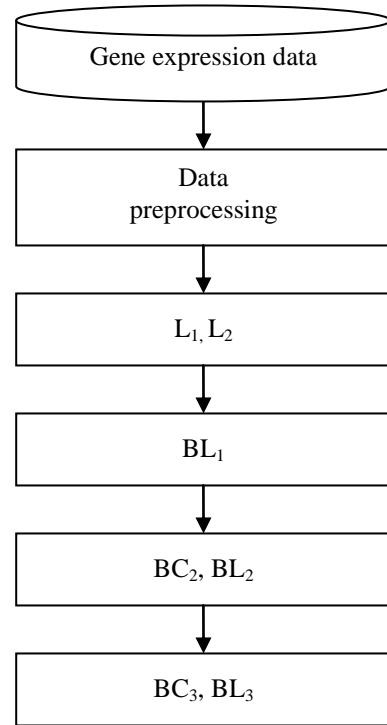 Gene expression data
Data
preprocessing
L₁, L₂
BL₁
BC₂, BL₂
BC₃, BL₃